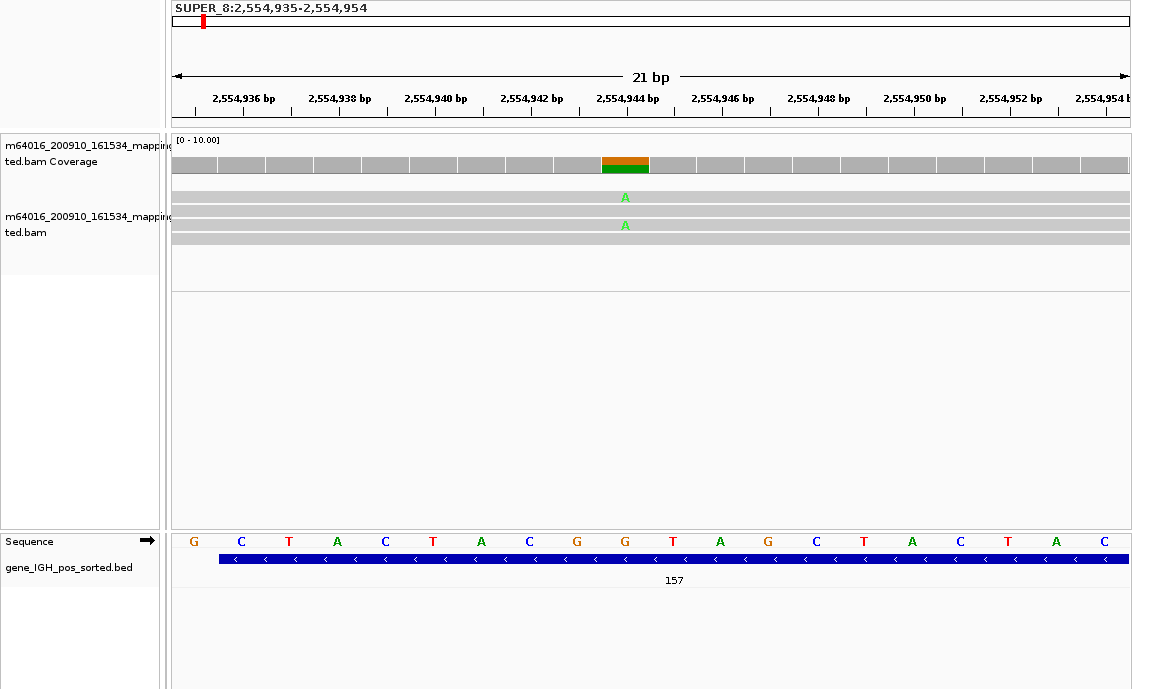 SUPER_8:2,554,935-2,554,954
21 bp
2,554,936 bp 2,554,938 bp 2,554,940 bp 2,554,942 bp 2,554,944 bp 2,554,946 bp 2,554,948 bp 2,554,950 bp 2,554,952 bp 2,554,954 b
m64016_200910_161534_mapping
ted.bam Coverage
[0 - 10.00]
A
m64016_200910_161534_mapping
ted.bam
A
Sequence G C T A C T A C G G T A G C T A C T A C
gene_IGH_pos_sorted.bed
157